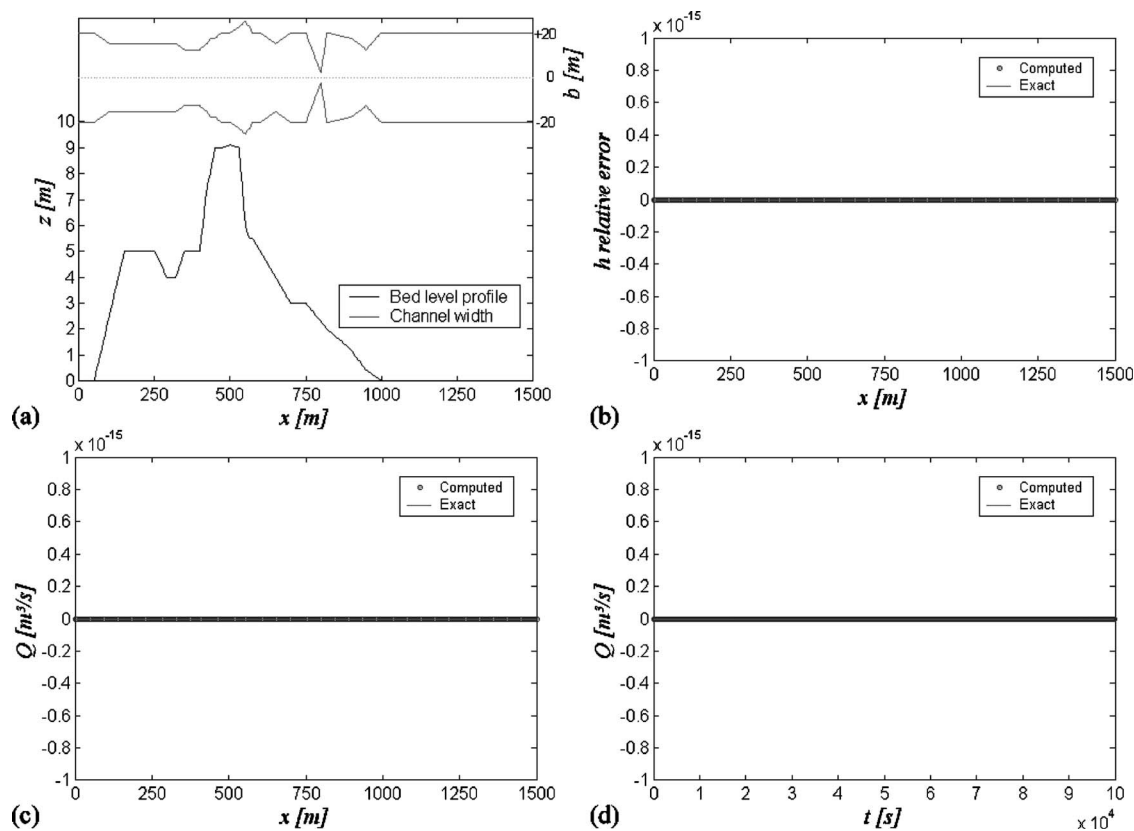 +20
0
-20
b [m]
10
9
8
7
6
5
4
3
2
1
0
z [m]
Bed level profile
Channel width
0 250 500 750 1000 1250 1500
(a) x [m]
x 10-15
1
0.8
0.6
0.4
0.2
0
-0.2
-0.4
-0.6
-0.8
-1
h relative error
Computed
Exact
0 250 500 750 1000 1250 1500
(b) x [m]
x 10-15
1
0.8
0.6
0.4
0.2
0
-0.2
-0.4
-0.6
-0.8
-1
Q [m³/s]
Computed
Exact
0 250 500 750 1000 1250 1500
(c) x [m]
x 10-15
1
0.8
0.6
0.4
0.2
0
-0.2
-0.4
-0.6
-0.8
-1
Q [m³/s]
Computed
Exact
0 1 2 3 4 5 6 7 8 9 10
(d) t [s] x 10⁴